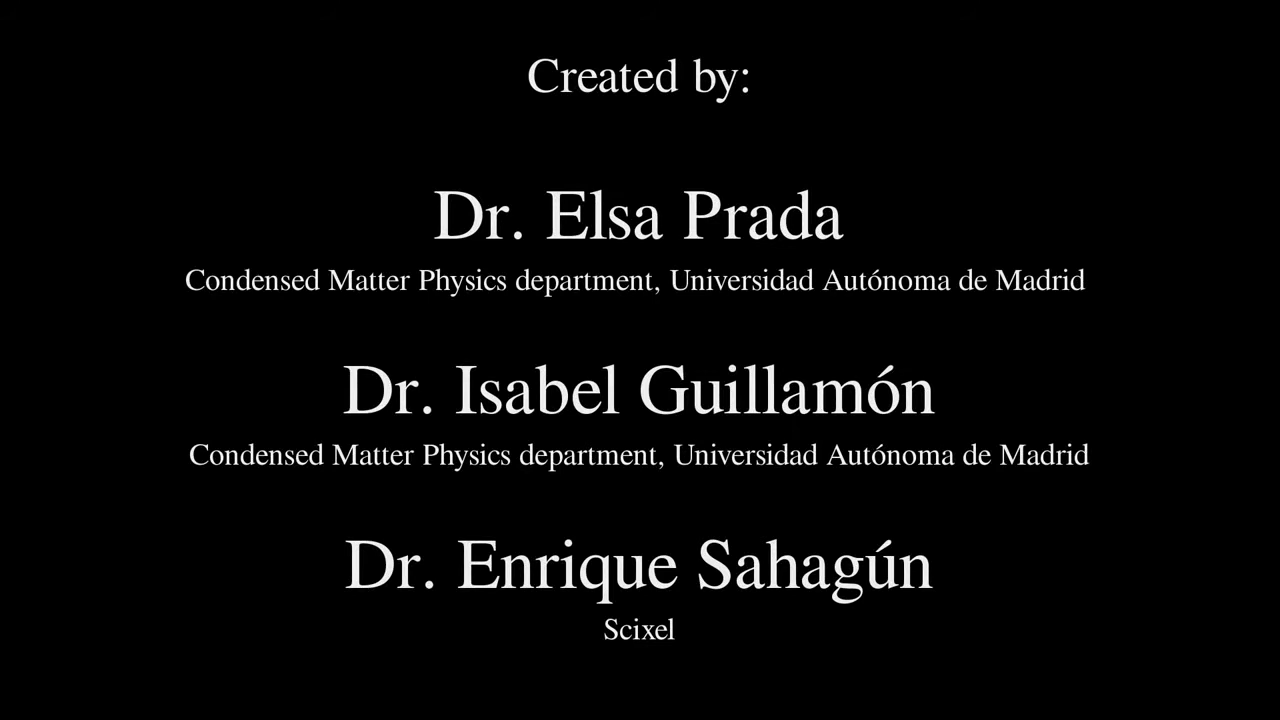 Created by:
Dr. Elsa Prada
Condensed Matter Physics department, Universidad Autónoma de Madrid
Dr. Isabel Guillamón
Condensed Matter Physics department, Universidad Autónoma de Madrid
Dr. Enrique Sahagún
Scixel